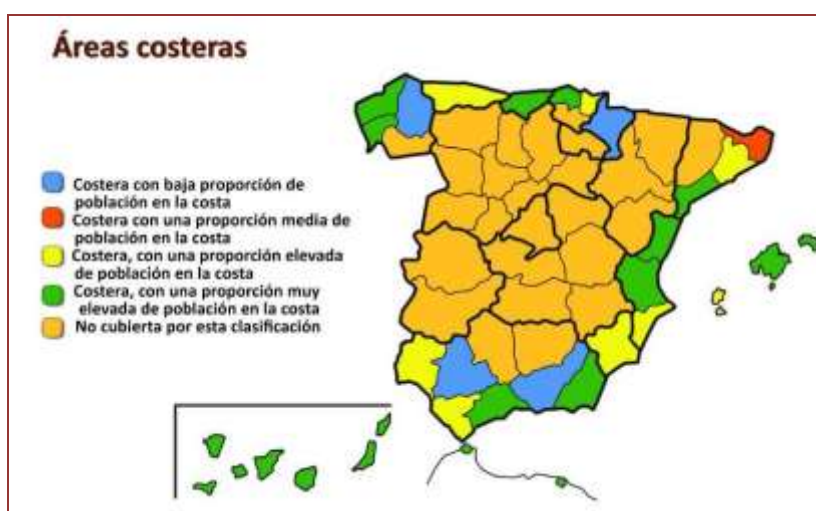 Áreas costeras
Costera con baja proporción de
población en la costa
Costera con una proporción media de
población en la costa
Costera, con una proporción elevada
de población en la costa
Costera, con una proporción muy
elevada de población en la costa
No cubierta por esta clasificación